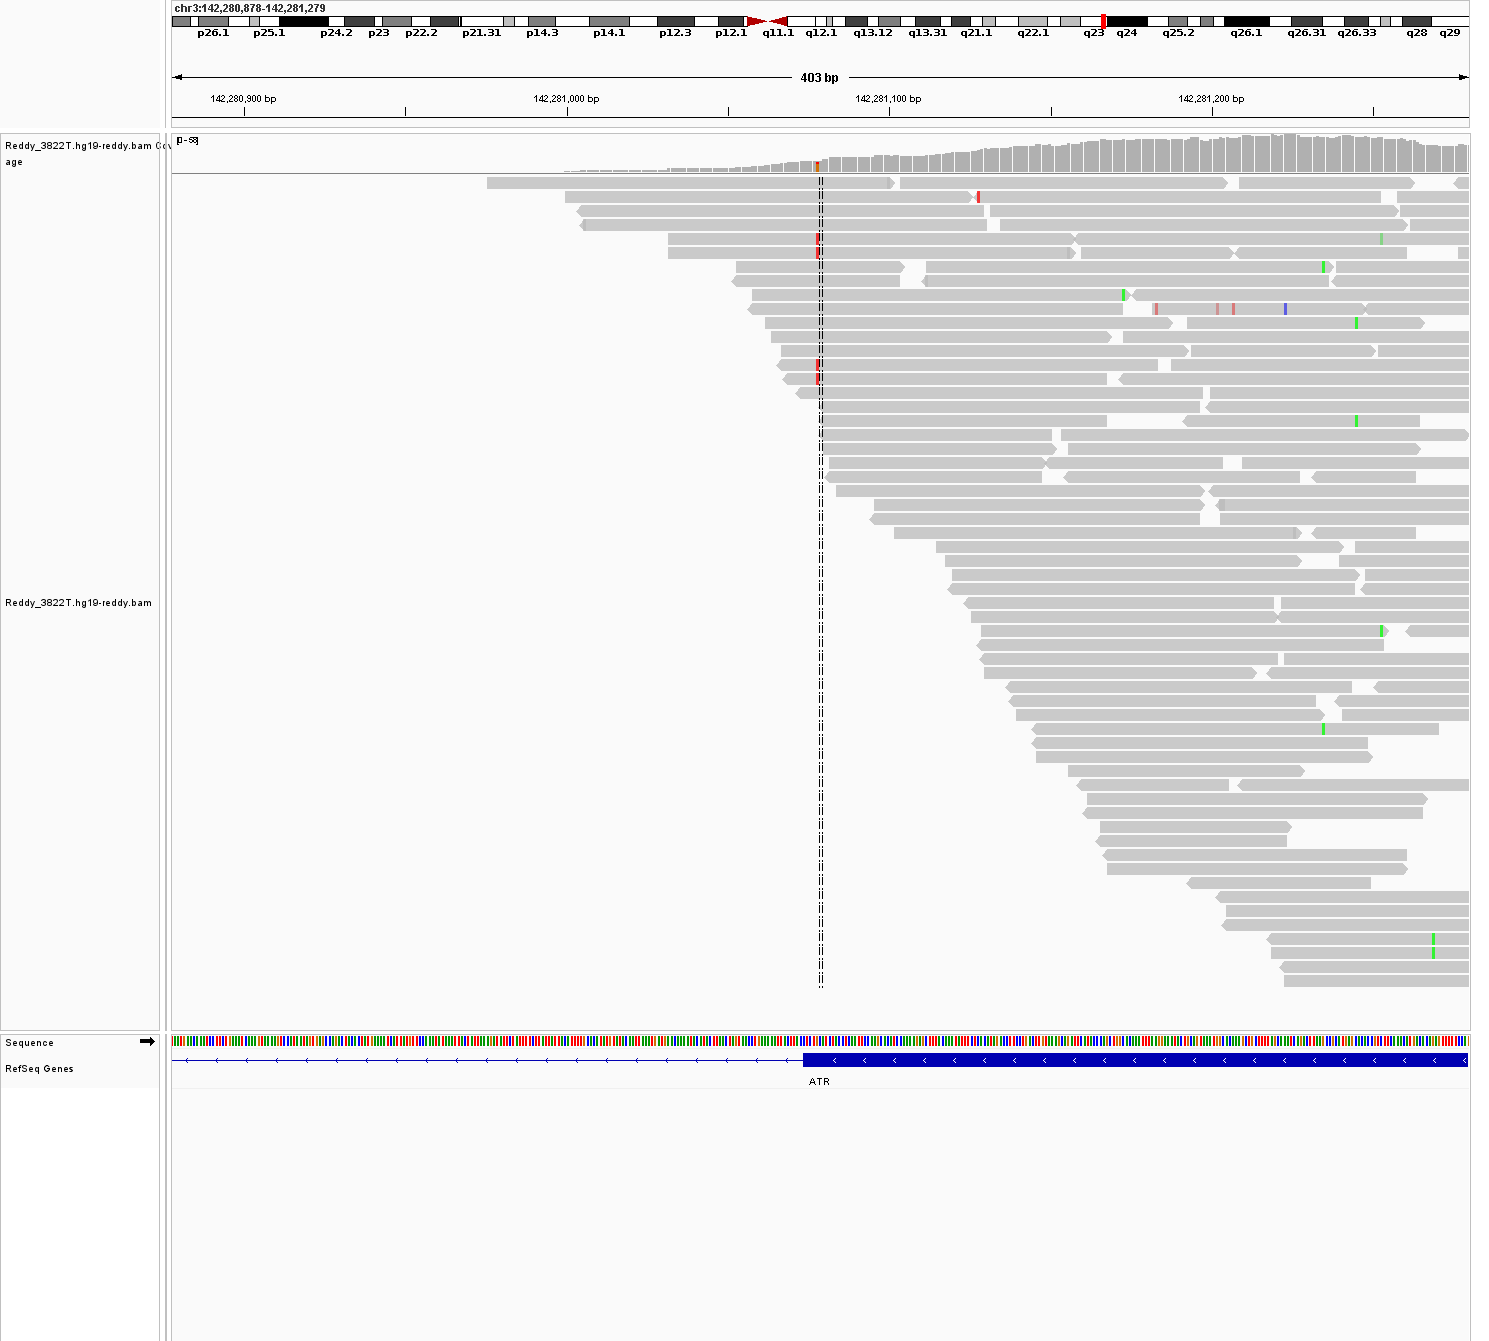 chr3:142,280,878-142,281,279
p26.1 p25.1 p24.2 p23 p22.2 p21.31 p14.3 p14.1 p12.3 p12.1 q11.1 q12.1 q13.12 q13.31 q21.1 q22.1 q23 q24 q25.2 q26.1 q26.31 q26.33 q28 q29
403 bp
142,280,900 bp 142,281,000 bp 142,281,100 bp 142,281,200 bp
[0-68]
Reddy_3822T.hg19-reddy.bam Cov
age
Reddy_3822T.hg19-reddy.bam
Sequence
RefSeq Genes
ATR